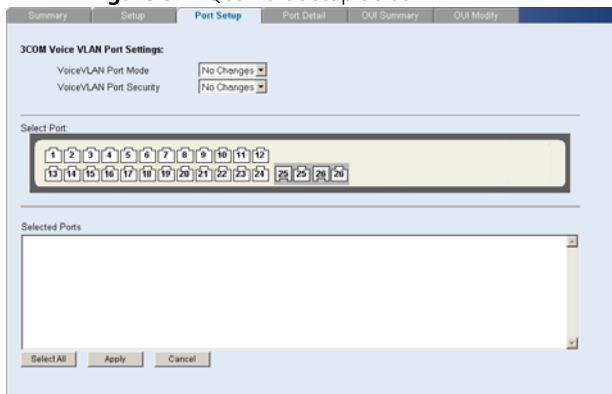 Summary Setup Port Setup Port Detail OUI Summary OUI Modify
3COM Voice VLAN Port Settings:
VoiceVLAN Port Mode No Changes
VoiceVLAN Port Security No Changes
Select Port:
1 2 3 4 5 6 7 8 9 10 11 12
13 14 15 16 17 18 19 20 21 22 23 24 25 25 26 26
Selected Ports
Select All Apply Cancel